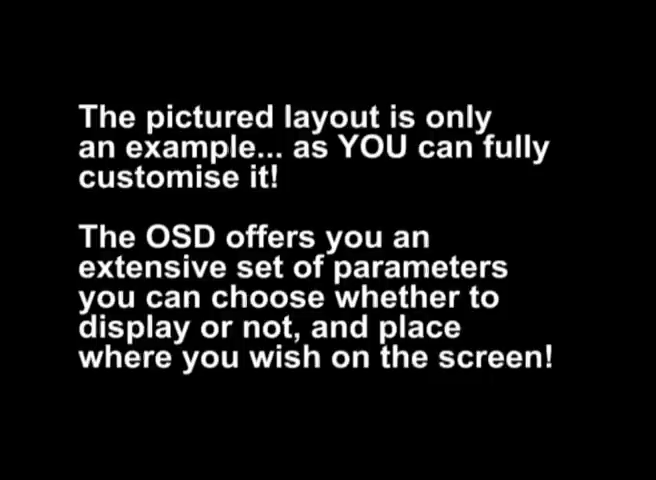 The pictured layout is only
an example... as YOU can fully
customise it!
The OSD offers you an
extensive set of parameters
you can choose whether to
display or not, and place
where you wish on the screen!